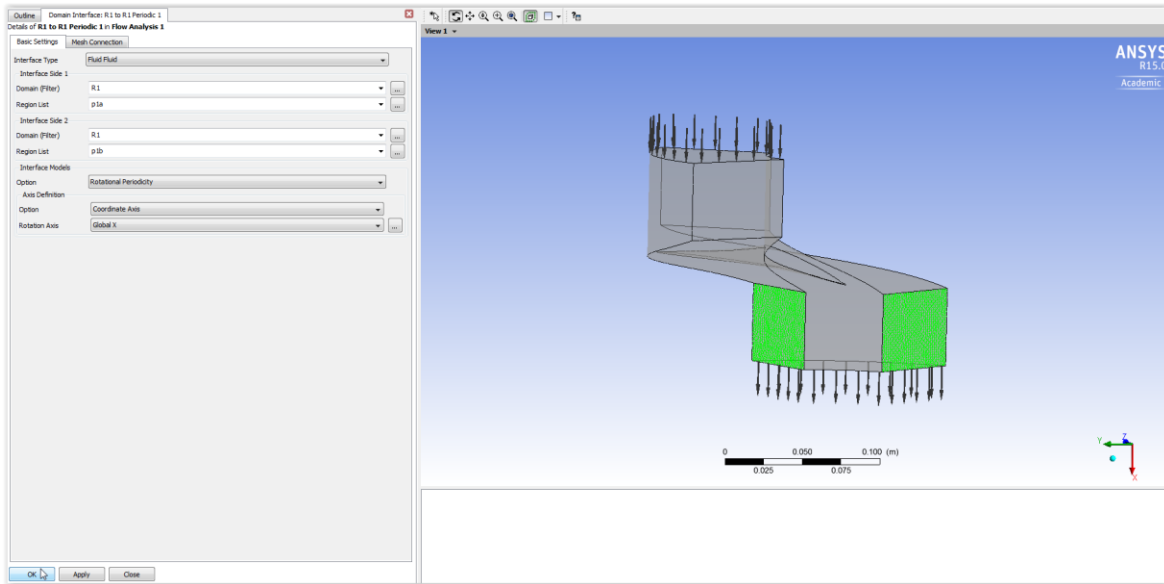 Outline Domain Interface: R1 to R1 Periodic 1
Details of R1 to R1 Periodic 1 in Flow Analysis 1
Basic Settings Mesh Connection
Interface Type Fluid Fluid
Interface Side 1
Domain (Filter) R1 ...
Region List p1a ...
Interface Side 2
Domain (Filter) R1 ...
Region List p1b ...
Interface Models
Option Rotational Periodicity
Axis Definition
Option Coordinate Axis
Rotation Axis Global X ...
OK Apply Close
View 1
ANSYS
R15.0
Academic
0 0.050 0.100 (m)
0.025 0.075
Y Z
X